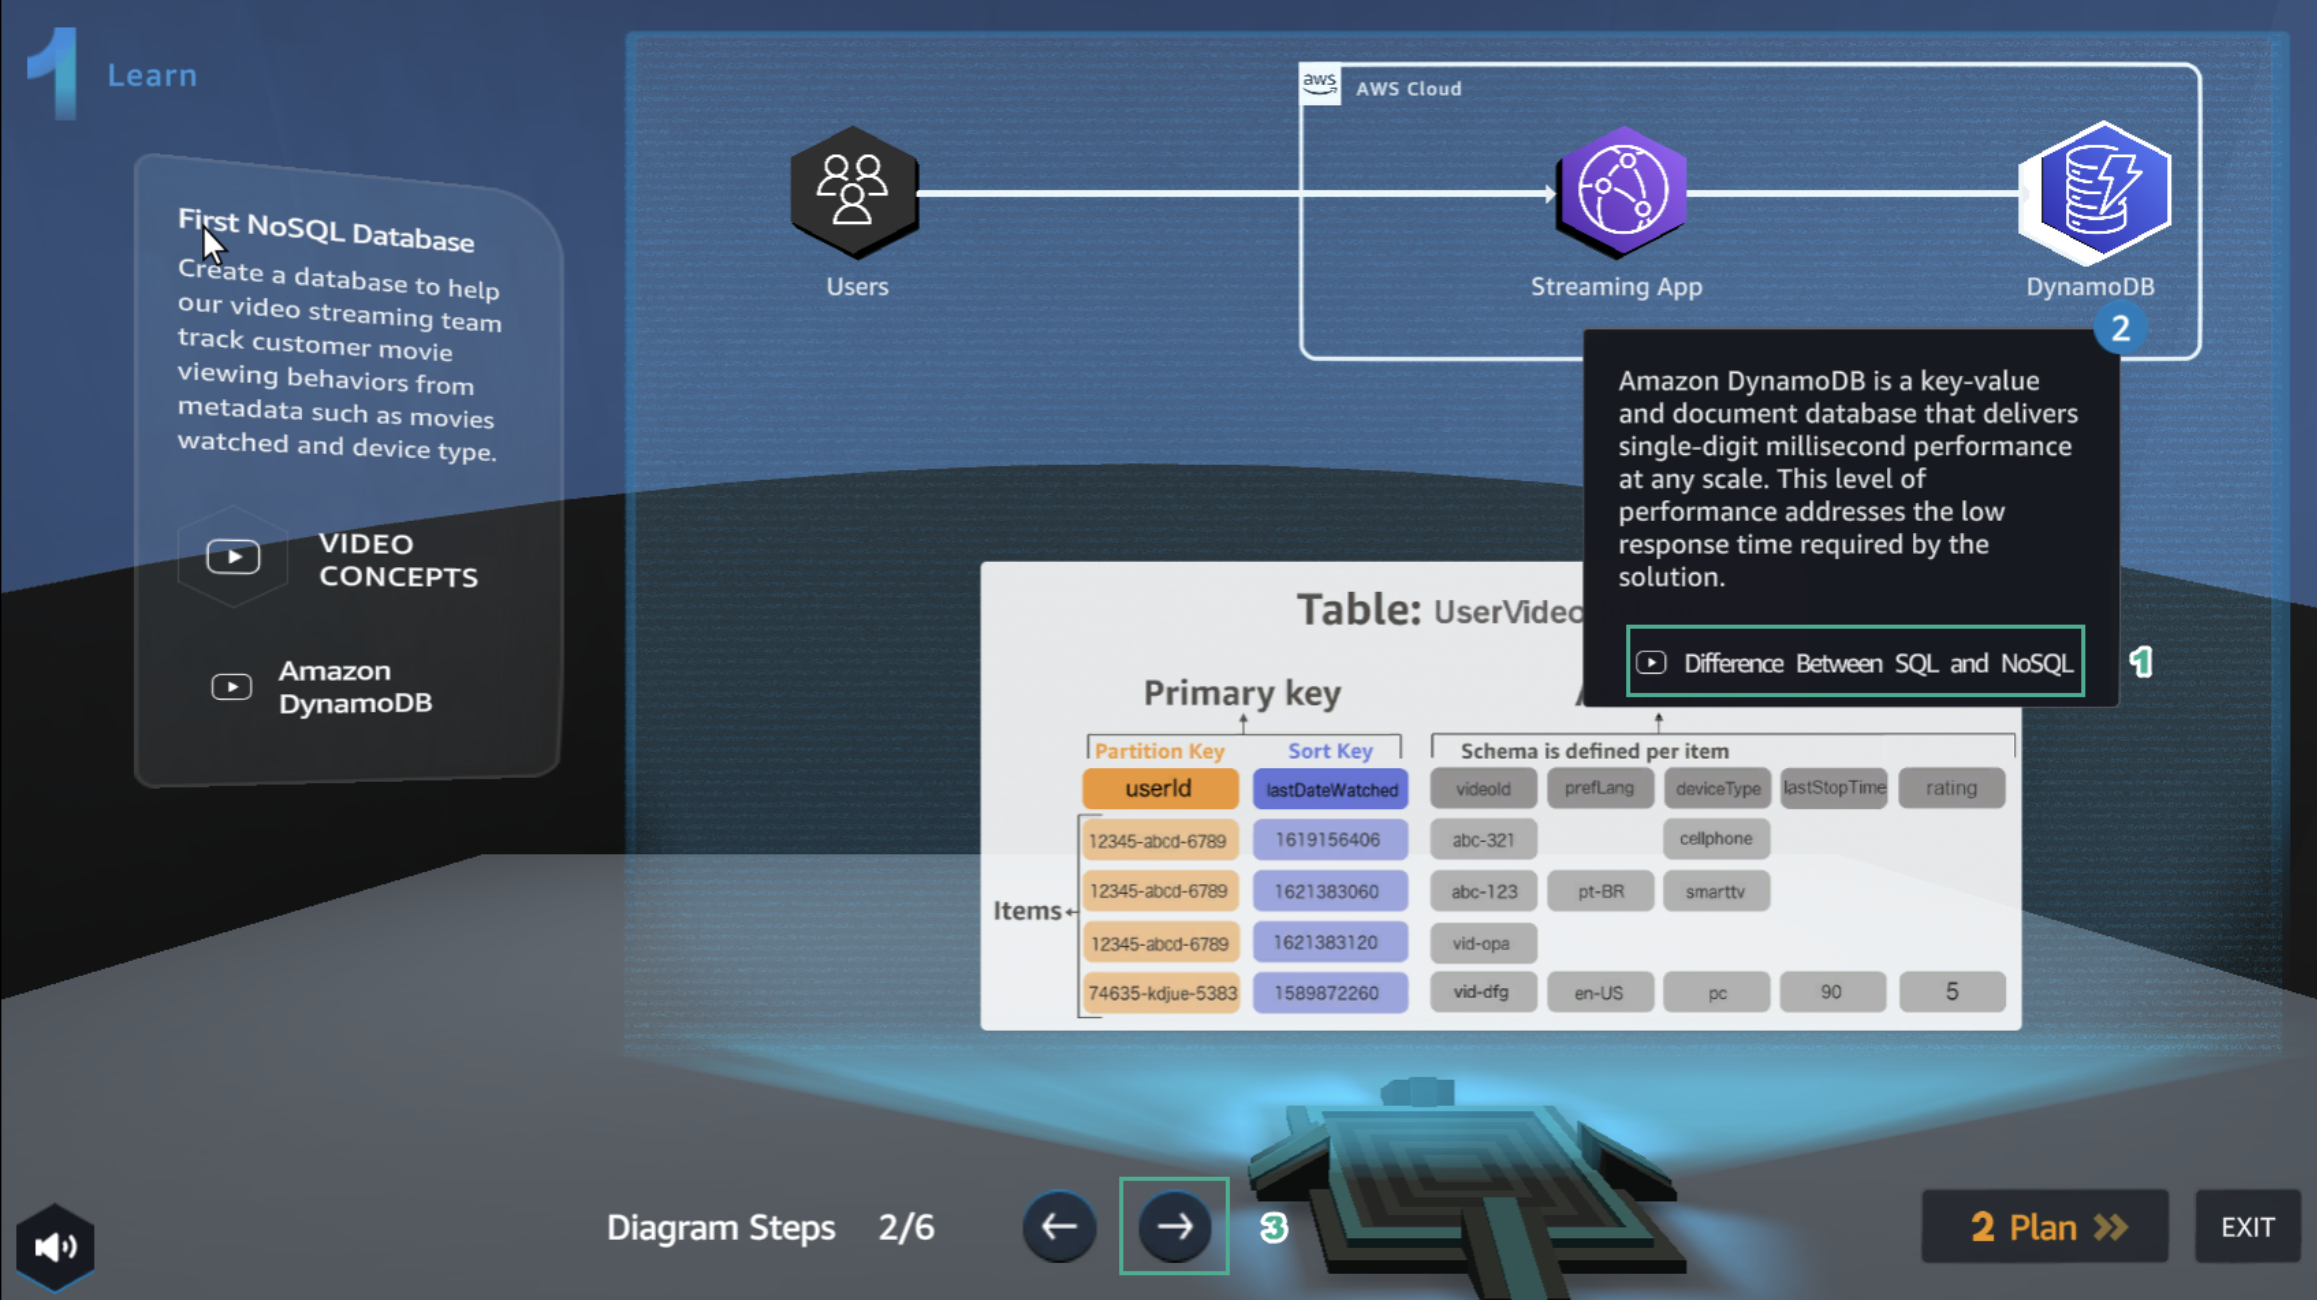 1 Learn
First NoSQL Database
Create a database to help
our video streaming team
track customer movie
viewing behaviors from
metadata such as movies
watched and device type.
VIDEO
CONCEPTS
Amazon
DynamoDB
aws
AWS Cloud
Users
Streaming App
DynamoDB
2
Amazon DynamoDB is a key-value
and document database that delivers
single-digit millisecond performance
at any scale. This level of
performance addresses the low
response time required by the
solution.
Difference Between SQL and NoSQL
1
Table: UserVideo
Primary key
Partition Key Sort Key Schema is defined per item
userId lastDateWatched videoId prefLang deviceType lastStopTime rating
12345-abcd-6789 1619156406 abc-321 cellphone
12345-abcd-6789 1621383060 abc-123 pt-BR smarttv
Items
12345-abcd-6789 1621383120 vid-opa
74635-kdjue-5383 1589872260 vid-dfg en-US pc 90 5
Diagram Steps 2/6
3
2 Plan
EXIT